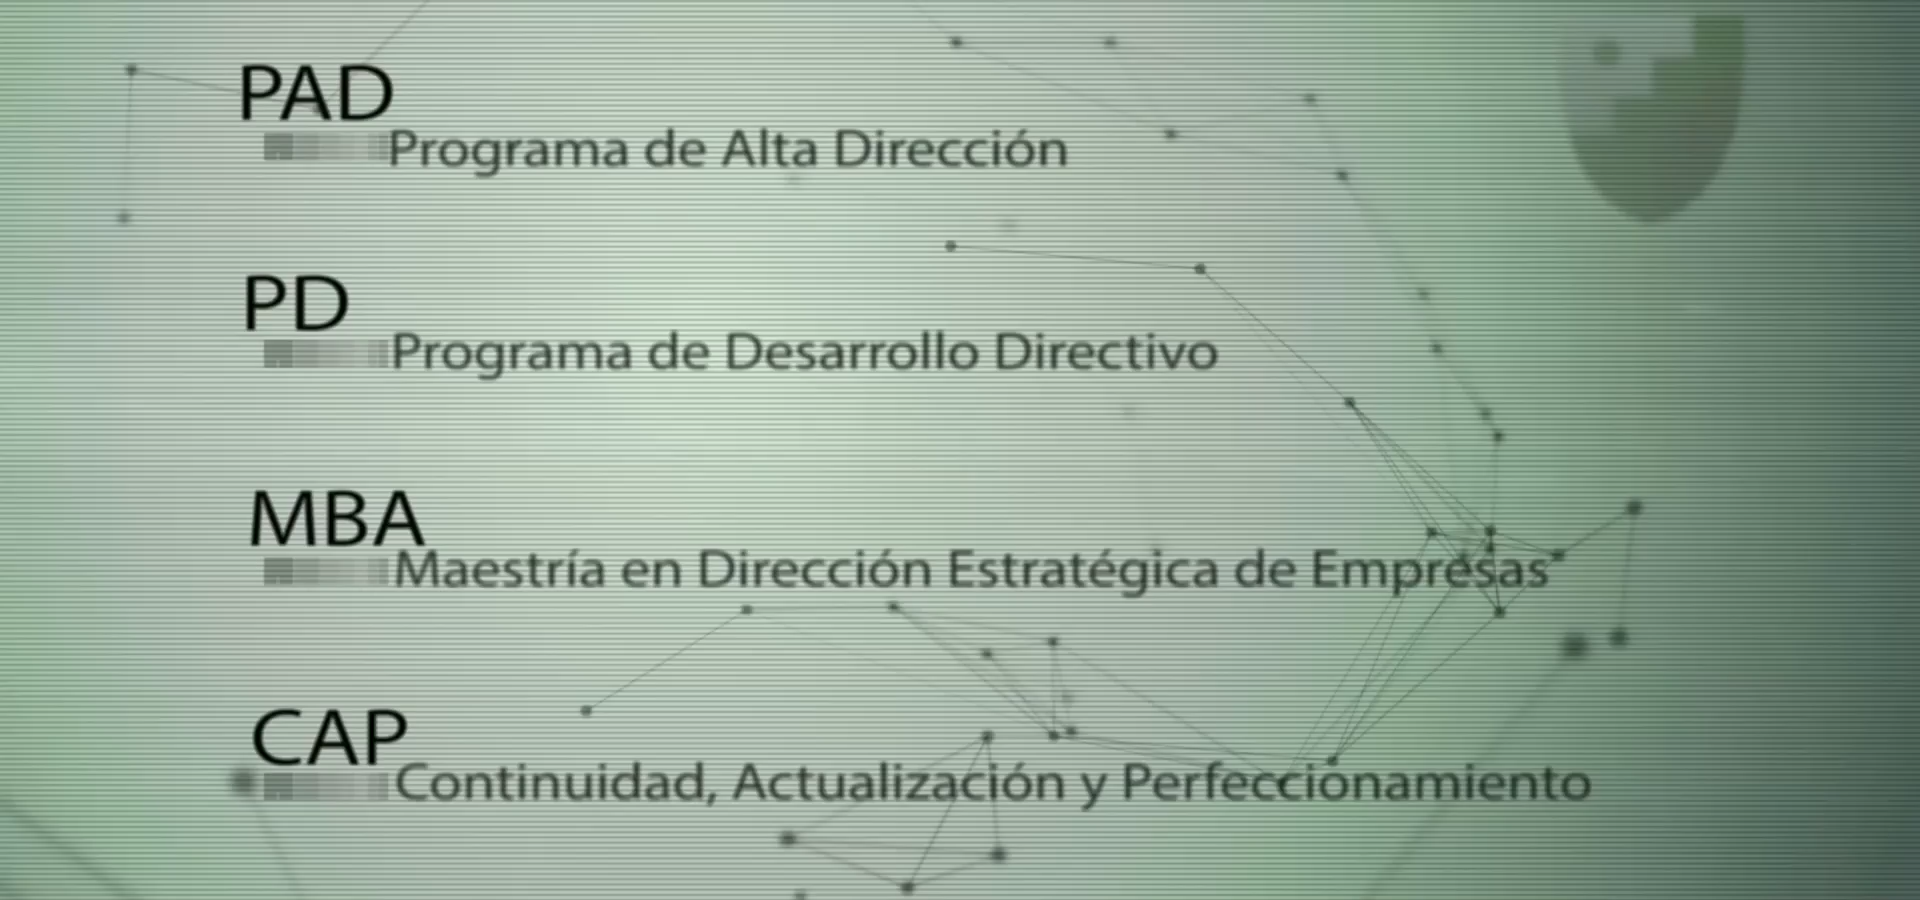 PAD
Programa de Alta Dirección
PD
Programa de Desarrollo Directivo
MBA
Maestría en Dirección Estratégica de Empresas
CAP
Continuidad, Actualización y Perfeccionamiento